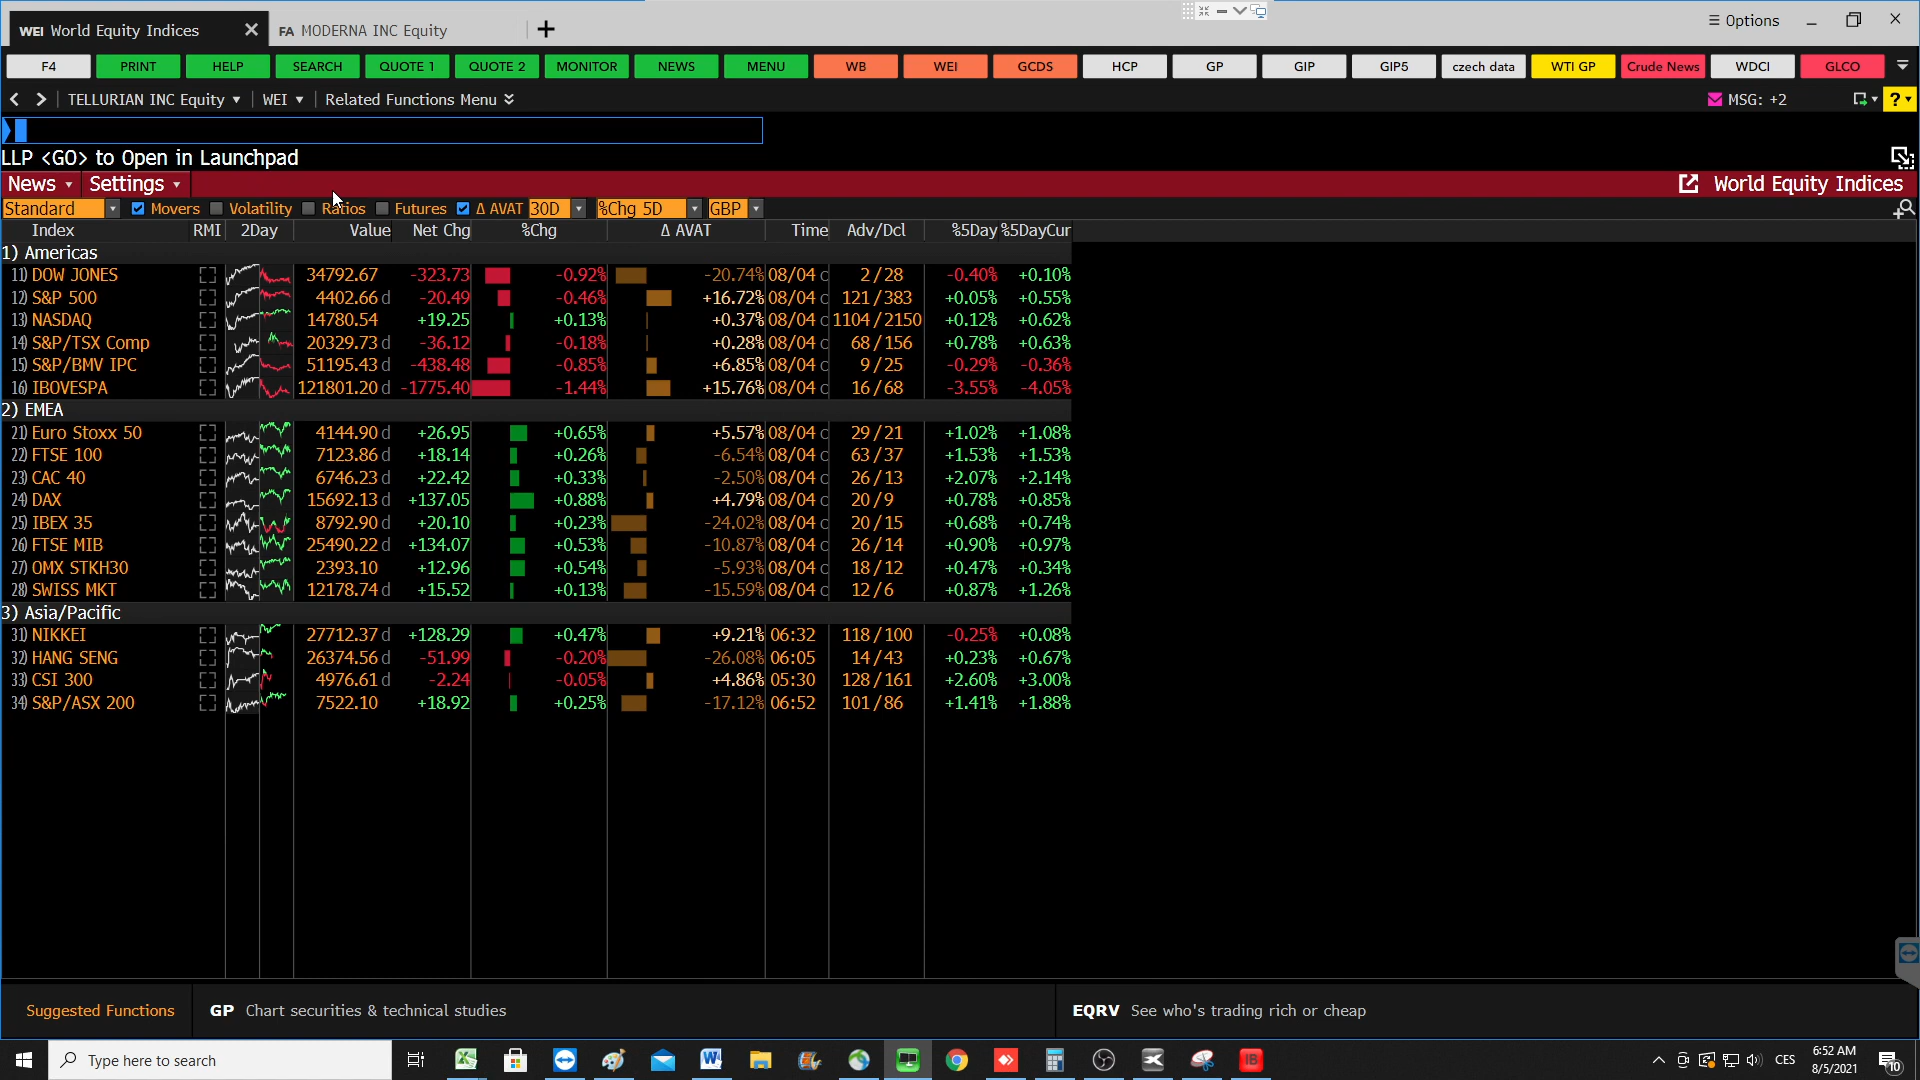 WEI World Equity Indices FA MODERNA INC Equity Options
F4 PRINT HELP SEARCH QUOTE 1 QUOTE 2 MONITOR NEWS MENU WB WEI GCDS HCP GP GIP GIP5 czech data WTI GP Crude News WDCI GLCO
TELLURIAN INC Equity WEI Related Functions Menu MSG: +2 ?
LLP <GO> to Open in Launchpad
News Settings World Equity Indices
Standard Movers Volatility Ratios Futures Δ AVAT 30D %Chg 5D GBP
Index RMI 2Day Value Net Chg %Chg Δ AVAT Time Adv/Dcl %5Day %5DayCur
1) Americas
11) DOW JONES 34792.67 -323.73 -0.92% -20.74% 08/04 c 2/28 -0.40% +0.10%
12) S&P 500 4402.66 d -20.49 -0.46% +16.72% 08/04 c 121/383 +0.05% +0.55%
13) NASDAQ 14780.54 +19.25 +0.13% +0.37% 08/04 c 1104/2150 +0.12% +0.62%
14) S&P/TSX Comp 20329.73 d -36.12 -0.18% +0.28% 08/04 c 68/156 +0.78% +0.63%
15) S&P/BMV IPC 51195.43 d -438.48 -0.85% +6.85% 08/04 c 9/25 -0.29% -0.36%
16) IBOVESPA 121801.20 d -1775.40 -1.44% +15.76% 08/04 c 16/68 -3.55% -4.05%
2) EMEA
21) Euro Stoxx 50 4144.90 d +26.95 +0.65% +5.57% 08/04 c 29/21 +1.02% +1.08%
22) FTSE 100 7123.86 d +18.14 +0.26% -6.54% 08/04 c 63/37 +1.53% +1.53%
23) CAC 40 6746.23 d +22.42 +0.33% -2.50% 08/04 c 26/13 +2.07% +2.14%
24) DAX 15692.13 d +137.05 +0.88% +4.79% 08/04 c 20/9 +0.78% +0.85%
25) IBEX 35 8792.90 d +20.10 +0.23% -24.02% 08/04 c 20/15 +0.68% +0.74%
26) FTSE MIB 25490.22 d +134.07 +0.53% -10.87% 08/04 c 26/14 +0.90% +0.97%
27) OMX STKH30 2393.10 +12.96 +0.54% -5.93% 08/04 c 18/12 +0.47% +0.34%
28) SWISS MKT 12178.74 d +15.52 +0.13% -15.59% 08/04 c 12/6 +0.87% +1.26%
3) Asia/Pacific
31) NIKKEI 27712.37 d +128.29 +0.47% +9.21% 06:32 118/100 -0.25% +0.08%
32) HANG SENG 26374.56 d -51.99 -0.20% -26.08% 06:05 14/43 +0.23% +0.67%
33) CSI 300 4976.61 d -2.24 -0.05% +4.86% 05:30 128/161 +2.60% +3.00%
34) S&P/ASX 200 7522.10 +18.92 +0.25% -17.12% 06:52 101/86 +1.41% +1.88%
Suggested Functions GP Chart securities & technical studies EQRV See who's trading rich or cheap
Type here to search IB CES 6:52 AM
8/5/2021 10